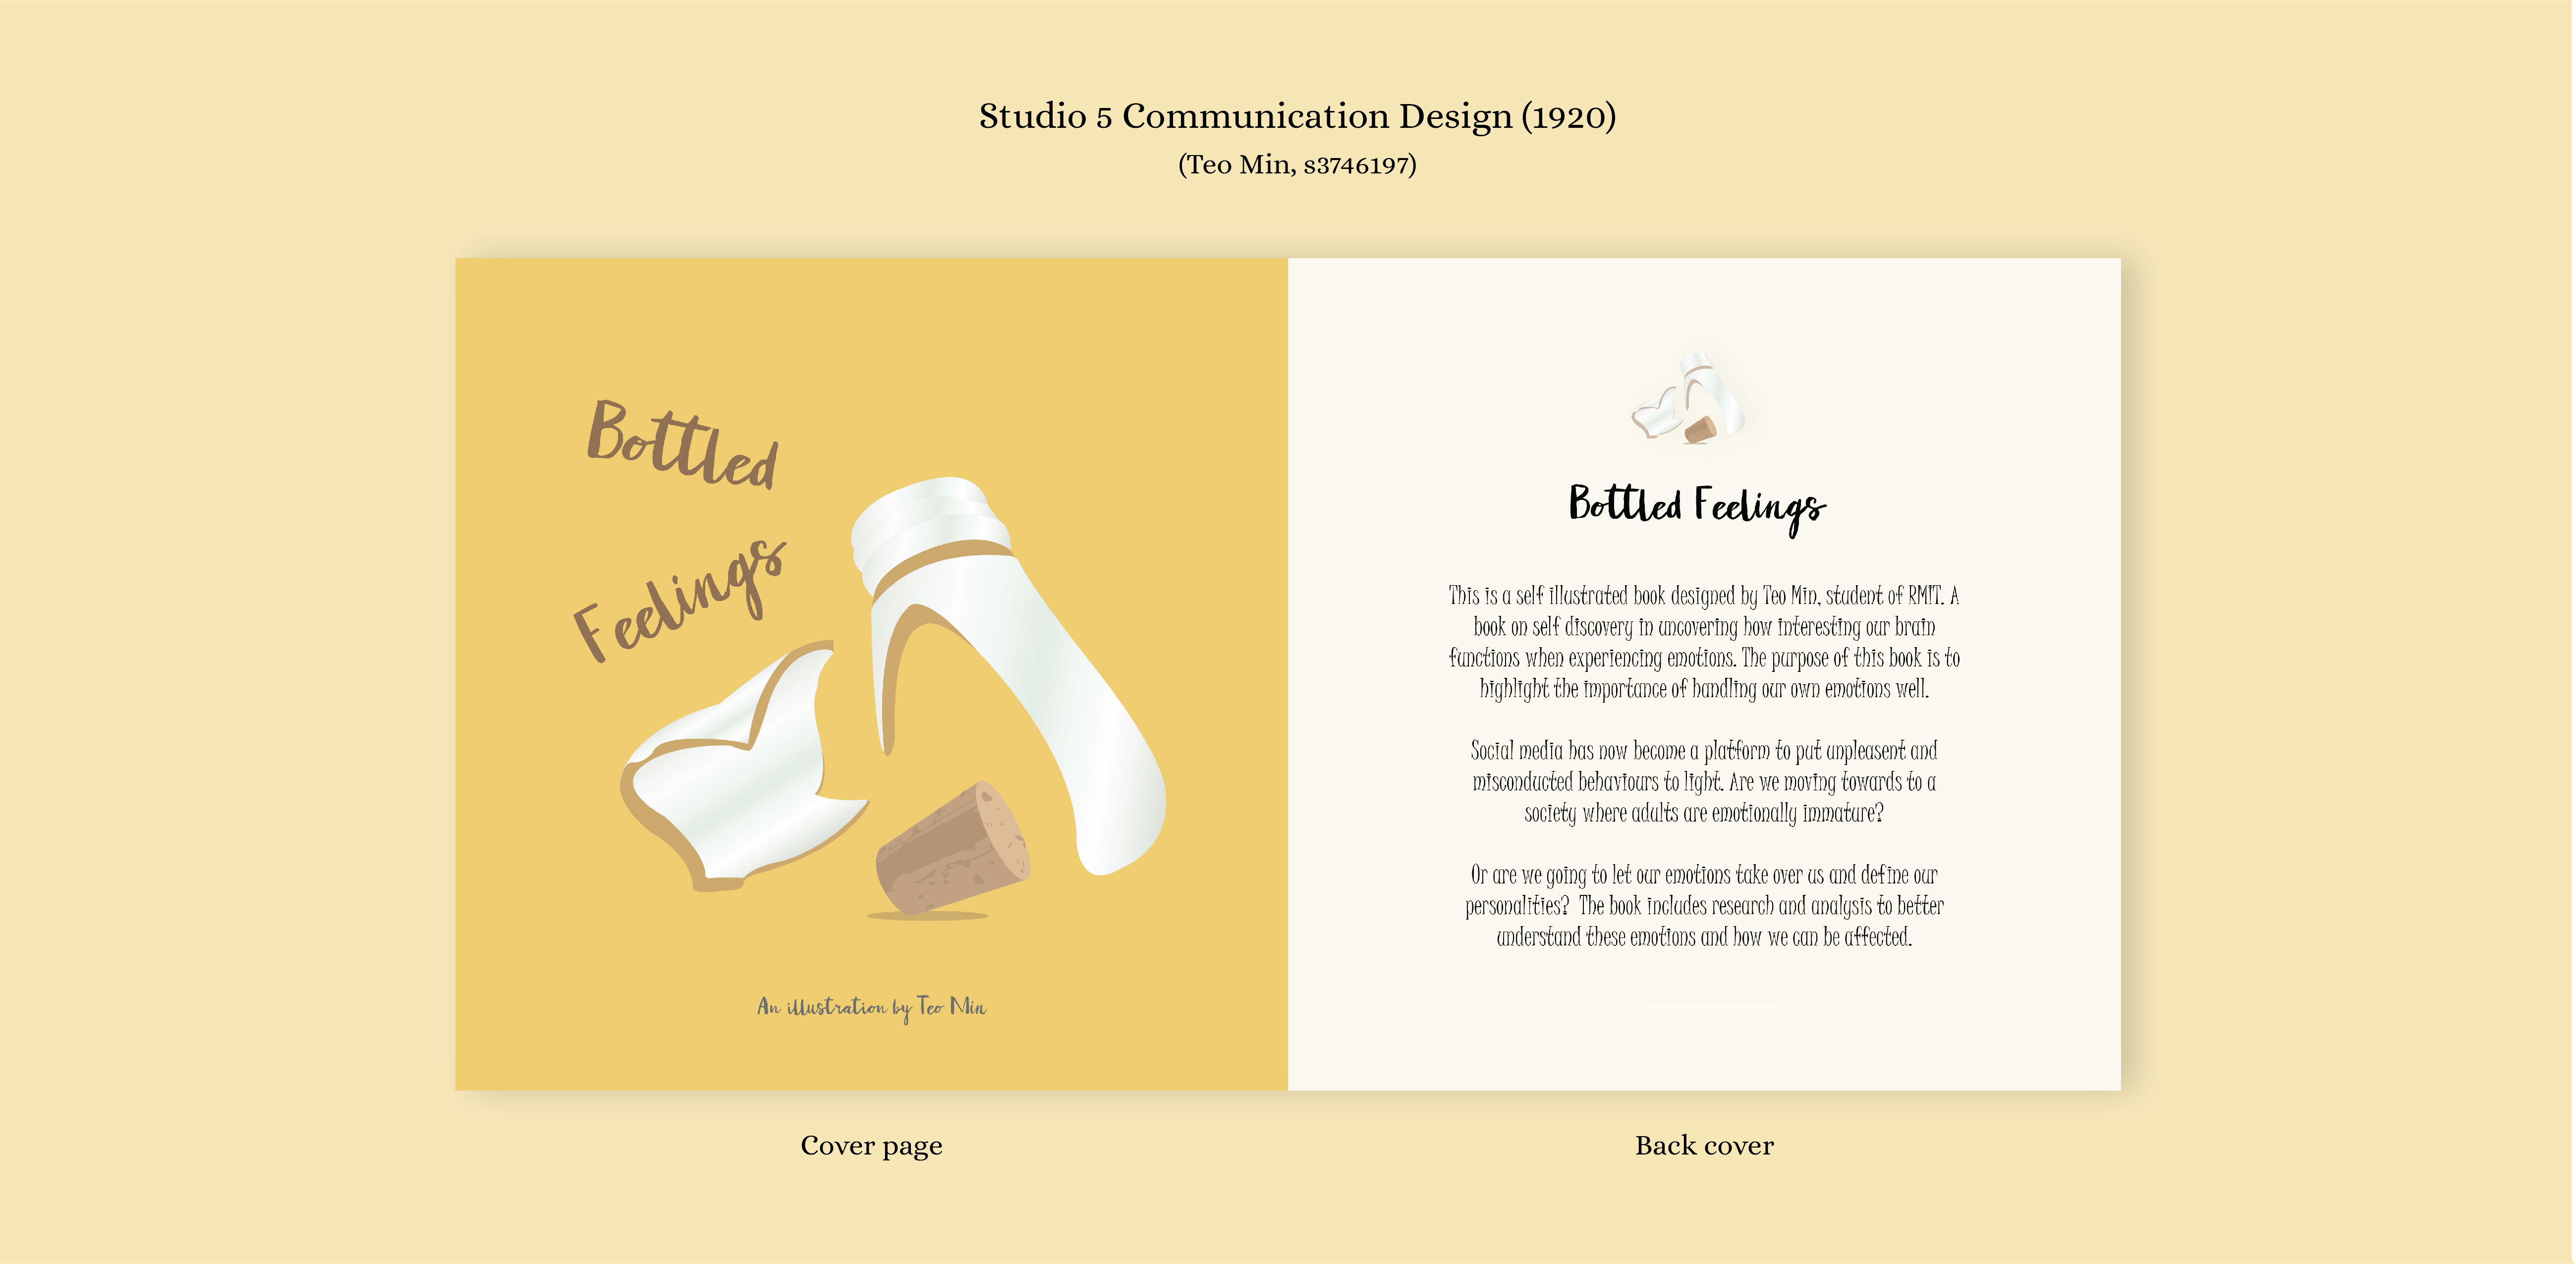 Studio 5 Communication Design (1920)
(Teo Min, s3746197)
Bottled
Feelings
An illustration by Teo Min
Bottled Feelings
This is a self illustrated book designed by Teo Min, student of RMIT. A
book on self discovery in uncovering how interesting our brain
functions when experiencing emotions. The purpose of this book is to
highlight the importance of handling our own emotions well.
Social media has now become a platform to put unpleasent and
misconducted behaviours to light. Are we moving towards to a
society where adults are emotionally immature?
Or are we going to let our emotions take over us and define our
personalities? The book includes research and analysis to better
understand these emotions and how we can be affected.
Cover page
Back cover